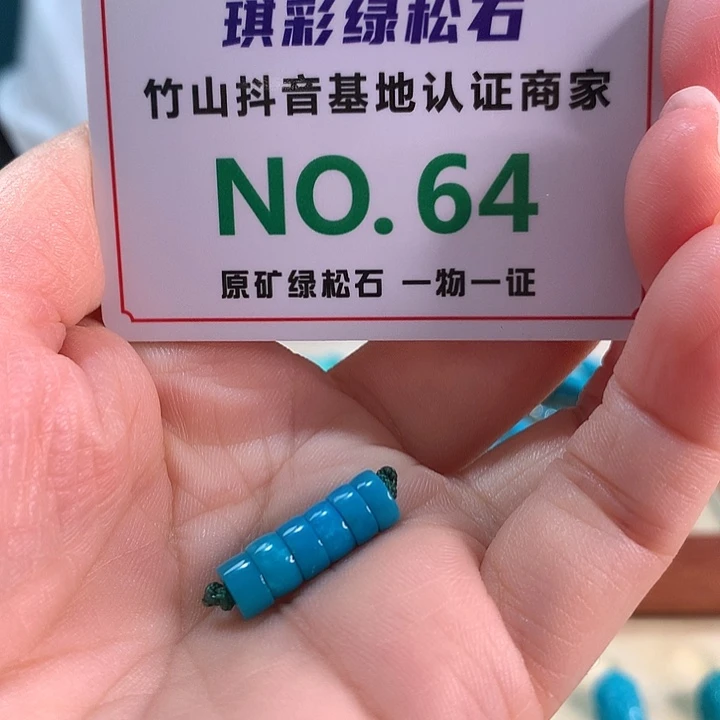 琪彩绿松石
竹山抖音基地认证商家
NO. 64
原矿绿松石 一物一证